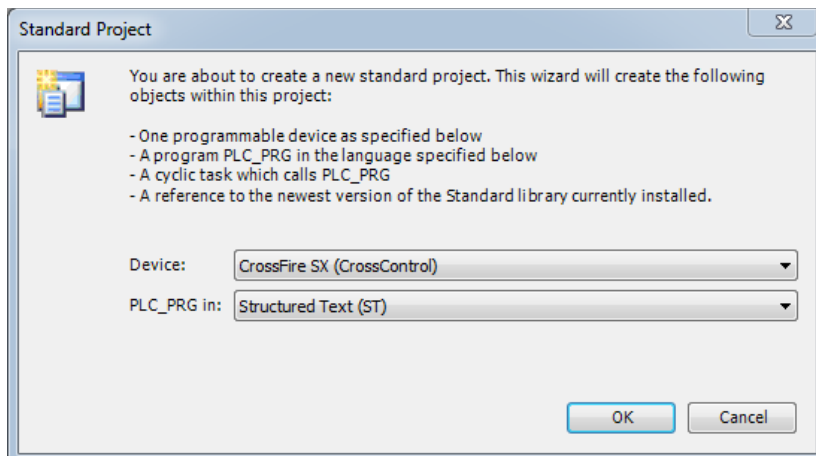 Standard Project
You are about to create a new standard project. This wizard will create the following
objects within this project:
- One programmable device as specified below
- A program PLC_PRG in the language specified below
- A cyclic task which calls PLC_PRG
- A reference to the newest version of the Standard library currently installed.
Device: CrossFire SX (CrossControl)
PLC_PRG in: Structured Text (ST)
OK Cancel